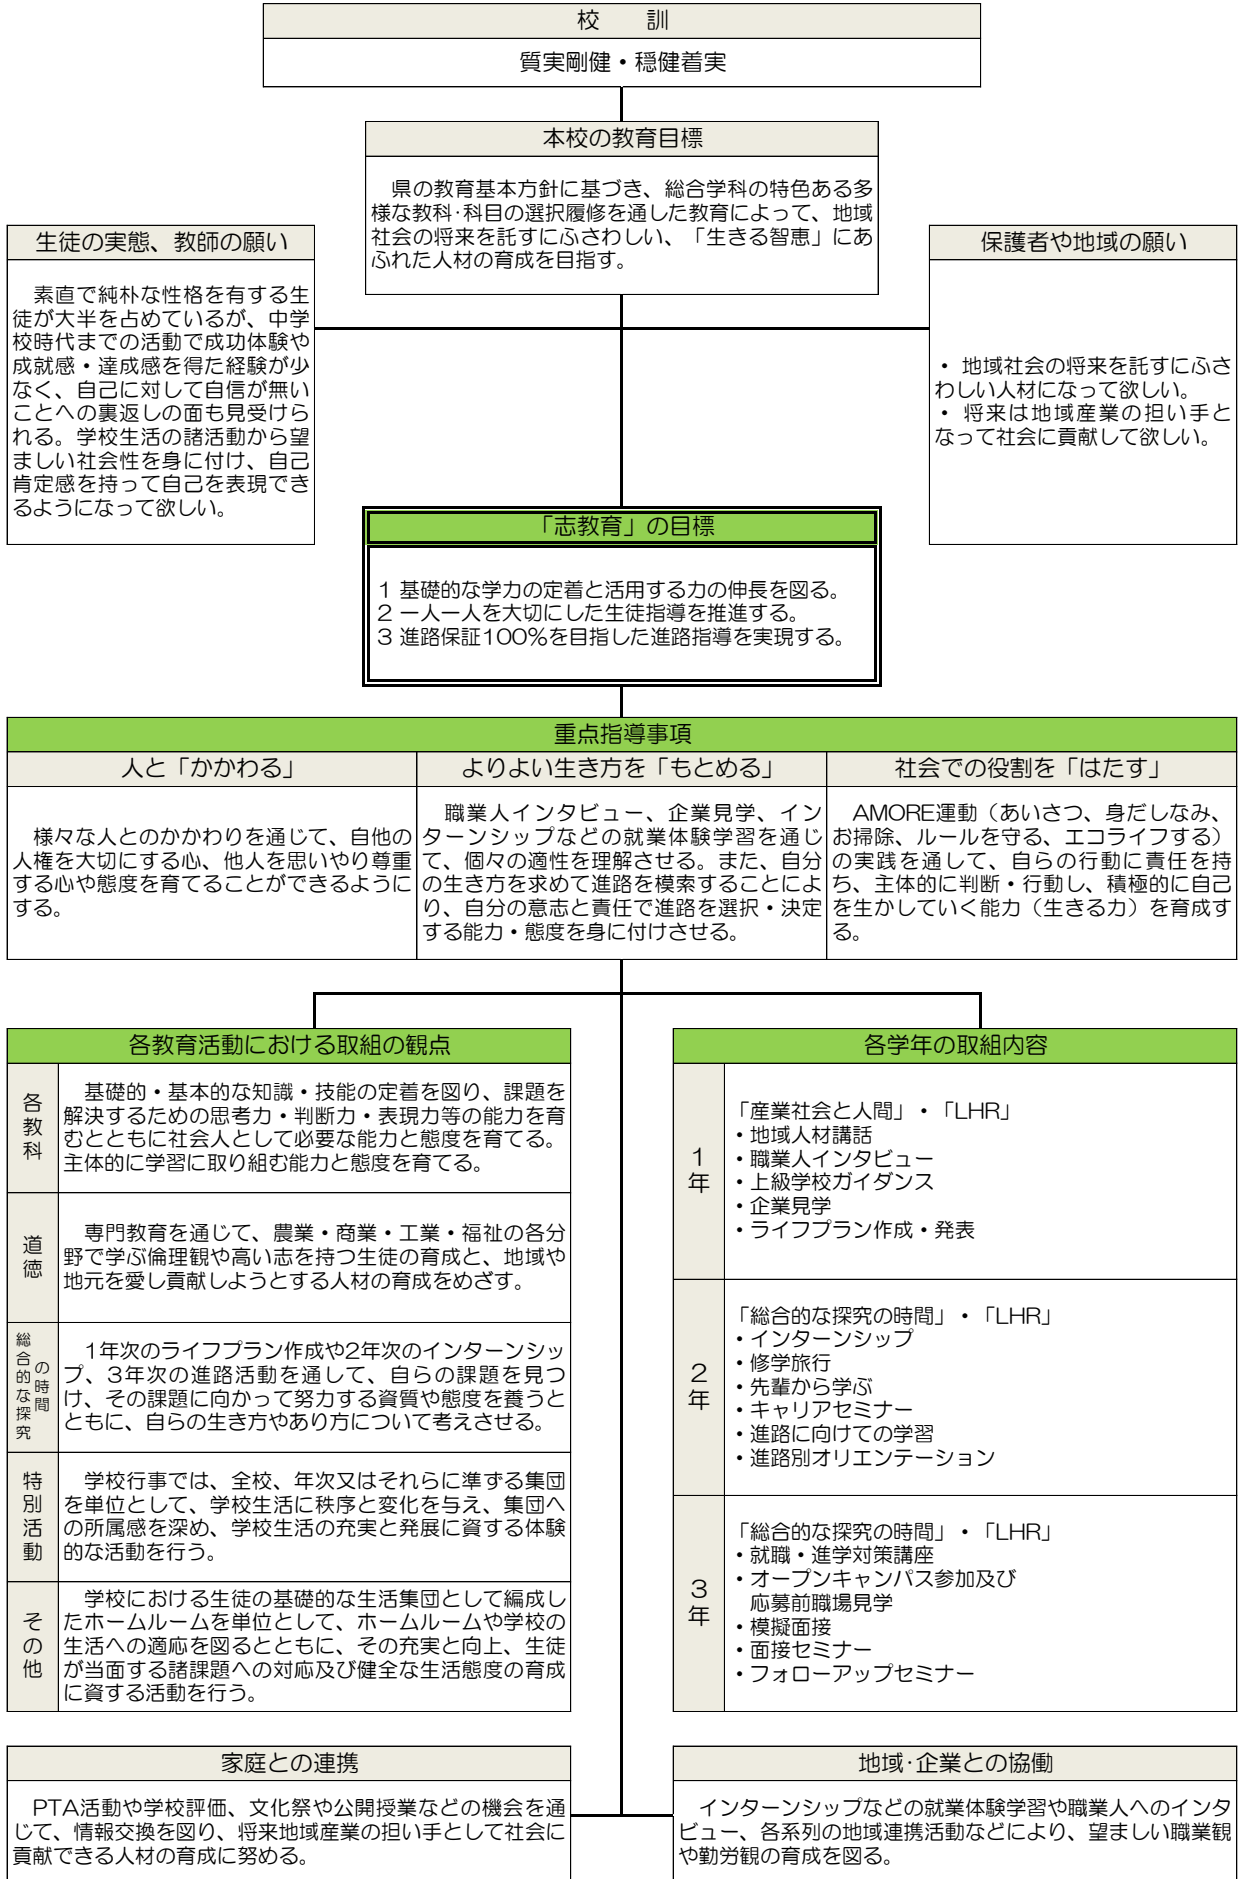 校　訓
質実剛健・穏健着実
本校の教育目標
県の教育基本方針に基づき、総合学科の特色ある多
様な教科・科目の選択履修を通した教育によって、地域
社会の将来を託すにふさわしい、「生きる智恵」にあ
ふれた人材の育成を目指す。
生徒の実態、教師の願い
素直で純朴な性格を有する生
徒が大半を占めているが、中学
校時代までの活動で成功体験や
成就感・達成感を得た経験が少
なく、自己に対して自信が無い
ことへの裏返しの面も見受けら
れる。学校生活の諸活動から望
ましい社会性を身に付け、自己
肯定感を持って自己を表現でき
るようになって欲しい。
保護者や地域の願い
・ 地域社会の将来を託すにふさ
わしい人材になって欲しい。
・ 将来は地域産業の担い手と
なって社会に貢献して欲しい。
「志教育」の目標
1 基礎的な学力の定着と活用する力の伸長を図る。
2 一人一人を大切にした生徒指導を推進する。
3 進路保証100％を目指した進路指導を実現する。
重点指導事項
人と「かかわる」
様々な人とのかかわりを通じて、自他の
人権を大切にする心、他人を思いやり尊重
する心や態度を育てることができるように
する。
よりよい生き方を「もとめる」
職業人インタビュー、企業見学、イン
ターンシップなどの就業体験学習を通じ
て、個々の適性を理解させる。また、自分
の生き方を求めて進路を模索することによ
り、自分の意志と責任で進路を選択・決定
する能力・態度を身に付けさせる。
社会での役割を「はたす」
AMORE運動（あいさつ、身だしなみ、
お掃除、ルールを守る、エコライフする）
の実践を通して、自らの行動に責任を持
ち、主体的に判断・行動し、積極的に自己
を生かしていく能力（生きる力）を育成す
る。
各教育活動における取組の観点
各教科
基礎的・基本的な知識・技能の定着を図り、課題を
解決するための思考力・判断力・表現力等の能力を育
むとともに社会人として必要な能力と態度を育てる。
主体的に学習に取り組む能力と態度を育てる。
道徳
専門教育を通じて、農業・商業・工業・福祉の各分
野で学ぶ倫理観や高い志を持つ生徒の育成と、地域や
地元を愛し貢献しようとする人材の育成をめざす。
総合的な探究
の時間
1年次のライフプラン作成や2年次のインターンシッ
プ、3年次の進路活動を通して、自らの課題を見つ
け、その課題に向かって努力する資質や態度を養うと
ともに、自らの生き方やあり方について考えさせる。
特別活動
学校行事では、全校、年次又はそれらに準ずる集団
を単位として、学校生活に秩序と変化を与え、集団へ
の所属感を深め、学校生活の充実と発展に資する体験
的な活動を行う。
その他
学校における生徒の基礎的な生活集団として編成し
たホームルームを単位として、ホームルームや学校の
生活への適応を図るとともに、その充実と向上、生徒
が当面する諸課題への対応及び健全な生活態度の育成
に資する活動を行う。
各学年の取組内容
1年
「産業社会と人間」・「LHR」
・地域人材講話
・職業人インタビュー
・上級学校ガイダンス
・企業見学
・ライフプラン作成・発表
2年
「総合的な探究の時間」・「LHR」
・インターンシップ
・修学旅行
・先輩から学ぶ
・キャリアセミナー
・進路に向けての学習
・進路別オリエンテーション
3年
「総合的な探究の時間」・「LHR」
・就職・進学対策講座
・オープンキャンパス参加及び
応募前職場見学
・模擬面接
・面接セミナー
・フォローアップセミナー
家庭との連携
PTA活動や学校評価、文化祭や公開授業などの機会を通
じて、情報交換を図り、将来地域産業の担い手として社会に
貢献できる人材の育成に努める。
地域・企業との協働
インターンシップなどの就業体験学習や職業人へのインタ
ビュー、各系列の地域連携活動などにより、望ましい職業観
や勤労観の育成を図る。